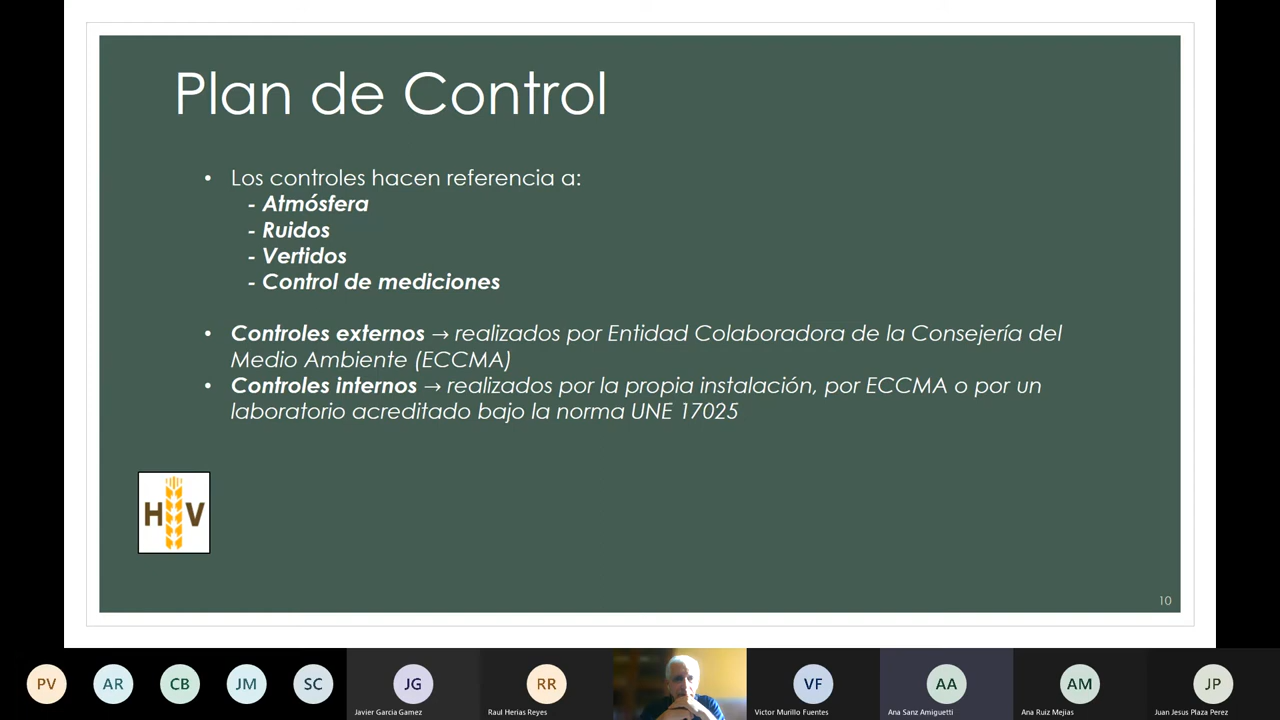 Plan de Control
• Los controles hacen referencia a:
- Atmósfera
- Ruidos
- Vertidos
- Control de mediciones
• Controles externos → realizados por Entidad Colaboradora de la Consejería del
Medio Ambiente (ECCMA)
• Controles internos → realizados por la propia instalación, por ECCMA o por un
laboratorio acreditado bajo la norma UNE 17025
H V
10
PV AR CB JM SC JG RR VF AA AM JP
Javier Garcia Gamez Raul Herias Reyes Victor Murillo Fuentes Ana Sanz Amiguetti Ana Ruiz Mejias Juan Jesus Plaza Perez